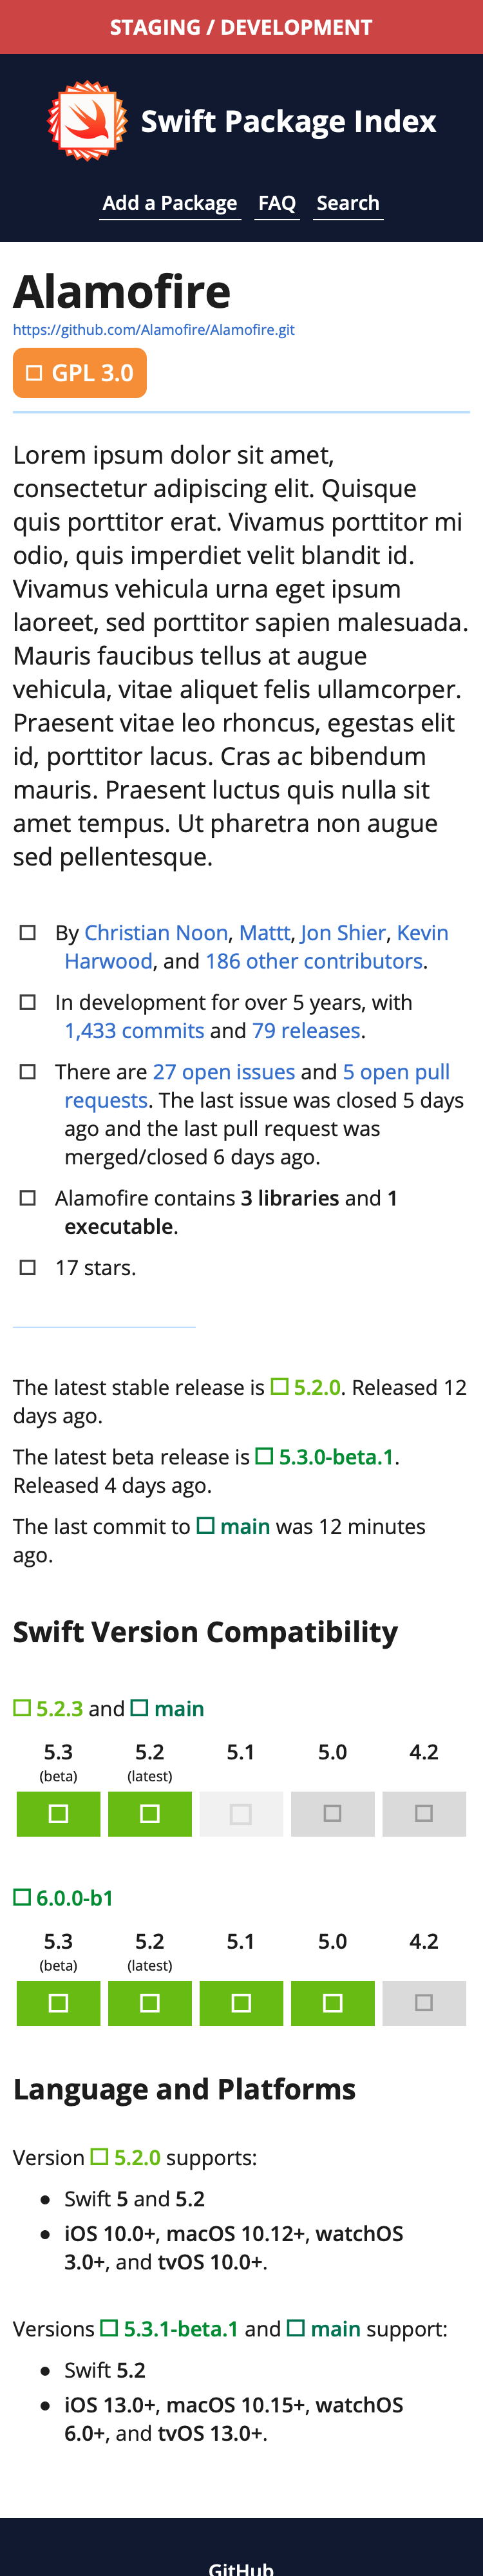 STAGING / DEVELOPMENT
Swift Package Index
Add a Package FAQ Search
Alamofire
https://github.com/Alamofire/Alamofire.git
GPL 3.0
Lorem ipsum dolor sit amet,
consectetur adipiscing elit. Quisque
quis porttitor erat. Vivamus porttitor mi
odio, quis imperdiet velit blandit id.
Vivamus vehicula urna eget ipsum
laoreet, sed porttitor sapien malesuada.
Mauris faucibus tellus at augue
vehicula, vitae aliquet felis ullamcorper.
Praesent vitae leo rhoncus, egestas elit
id, porttitor lacus. Cras ac bibendum
mauris. Praesent luctus quis nulla sit
amet tempus. Ut pharetra non augue
sed pellentesque.
By Christian Noon, Mattt, Jon Shier, Kevin
Harwood, and 186 other contributors.
In development for over 5 years, with
1,433 commits and 79 releases.
There are 27 open issues and 5 open pull
requests. The last issue was closed 5 days
ago and the last pull request was
merged/closed 6 days ago.
Alamofire contains 3 libraries and 1
executable.
17 stars.
The latest stable release is 5.2.0. Released 12
days ago.
The latest beta release is 5.3.0-beta.1.
Released 4 days ago.
The last commit to main was 12 minutes
ago.
Swift Version Compatibility
5.2.3 and main
5.3 5.2 5.1 5.0 4.2
(beta) (latest)
6.0.0-b1
5.3 5.2 5.1 5.0 4.2
(beta) (latest)
Language and Platforms
Version 5.2.0 supports:
• Swift 5 and 5.2
• iOS 10.0+, macOS 10.12+, watchOS
3.0+, and tvOS 10.0+.
Versions 5.3.1-beta.1 and main support:
• Swift 5.2
• iOS 13.0+, macOS 10.15+, watchOS
6.0+, and tvOS 13.0+.
GitHub